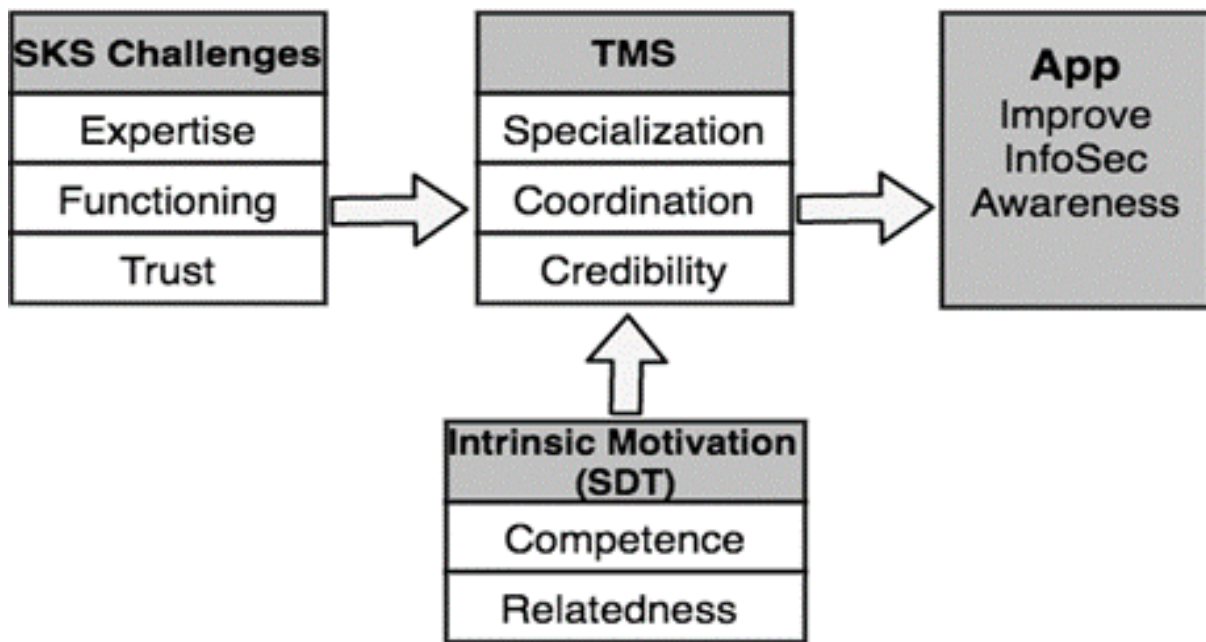 SKS Challenges
Expertise
Functioning
Trust
TMS
Specialization
Coordination
Credibility
App
Improve
InfoSec
Awareness
Intrinsic Motivation
(SDT)
Competence
Relatedness